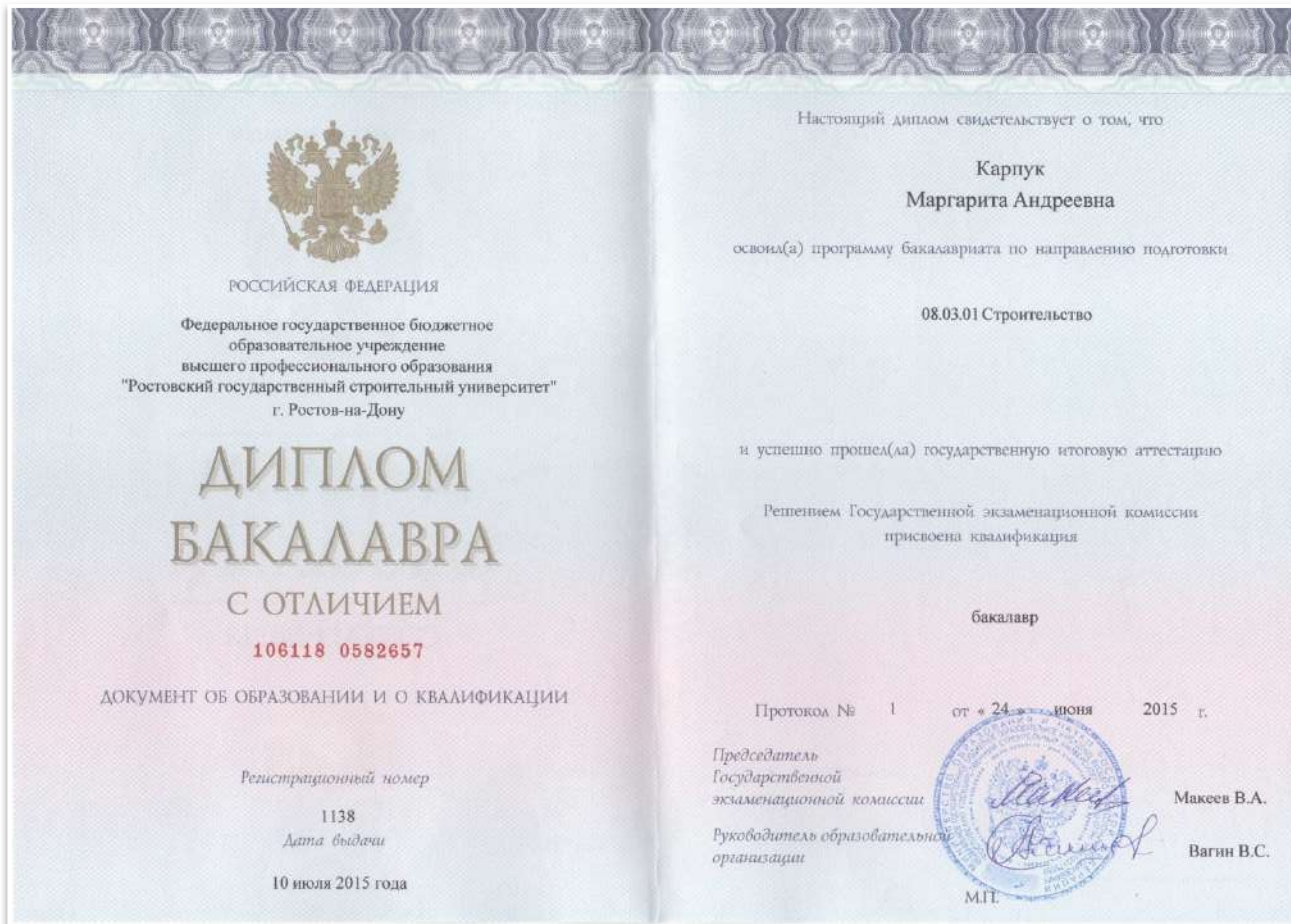 РОССИЙСКАЯ ФЕДЕРАЦИЯ
Федеральное государственное бюджетное
образовательное учреждение
высшего профессионального образования
"Ростовский государственный строительный университет"
г. Ростов-на-Дону
ДИПЛОМ
БАКАЛАВРА
С ОТЛИЧИЕМ
106118 0582657
ДОКУМЕНТ ОБ ОБРАЗОВАНИИ И О КВАЛИФИКАЦИИ
Регистрационный номер
1138
Дата выдачи
10 июля 2015 года
Настоящий диплом свидетельствует о том, что
Карпук
Маргарита Андреевна
освоил(а) программу бакалавриата по направлению подготовки
08.03.01 Строительство
и успешно прошел(ла) государственную итоговую аттестацию
Решением Государственной экзаменационной комиссии
присвоена квалификация
бакалавр
Протокол № 1 от « 24 » июня 2015 г.
Председатель
Государственной
экзаменационной комиссии
Макеев В.А.
Руководитель образовательной
организации
Вагин В.С.
М.П.